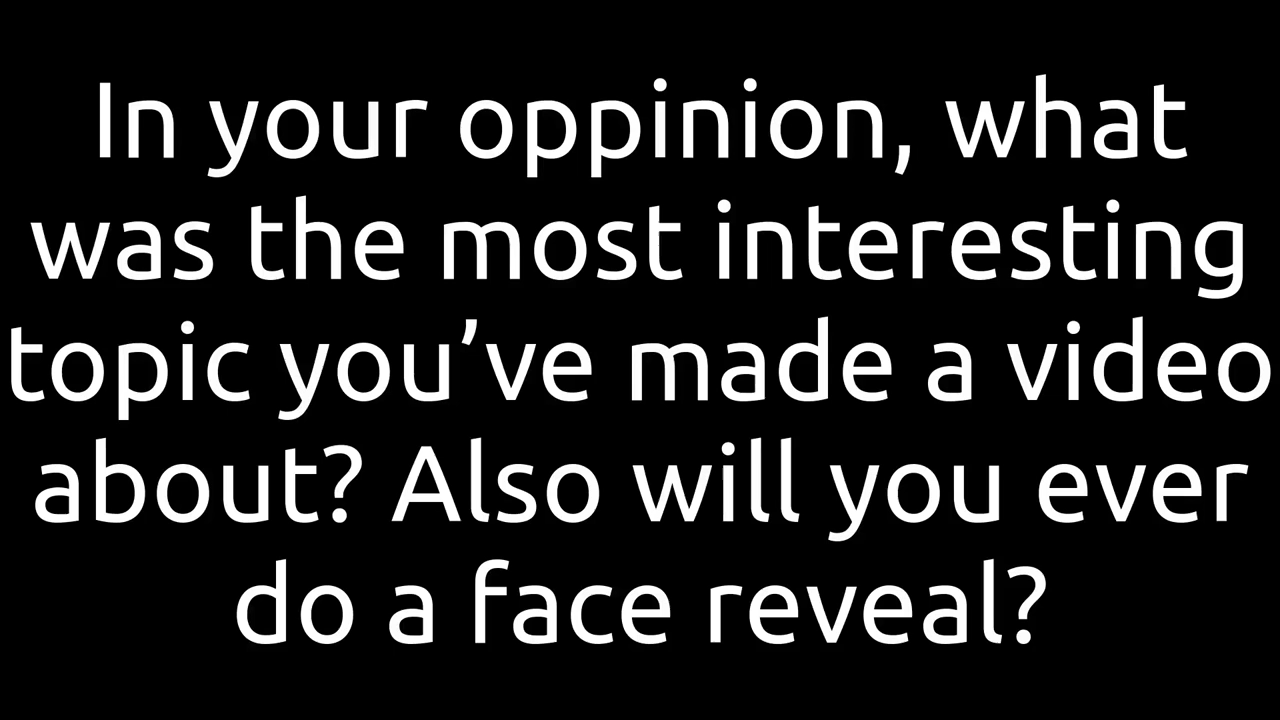 In your oppinion, what
was the most interesting
topic you’ve made a video
about? Also will you ever
do a face reveal?